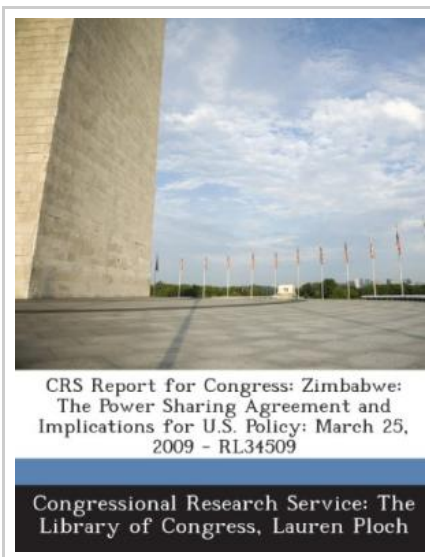 CRS Report for Congress: Zimbabwe:
The Power Sharing Agreement and
Implications for U.S. Policy: March 25,
2009 - RL34509
Congressional Research Service: The
Library of Congress, Lauren Ploch